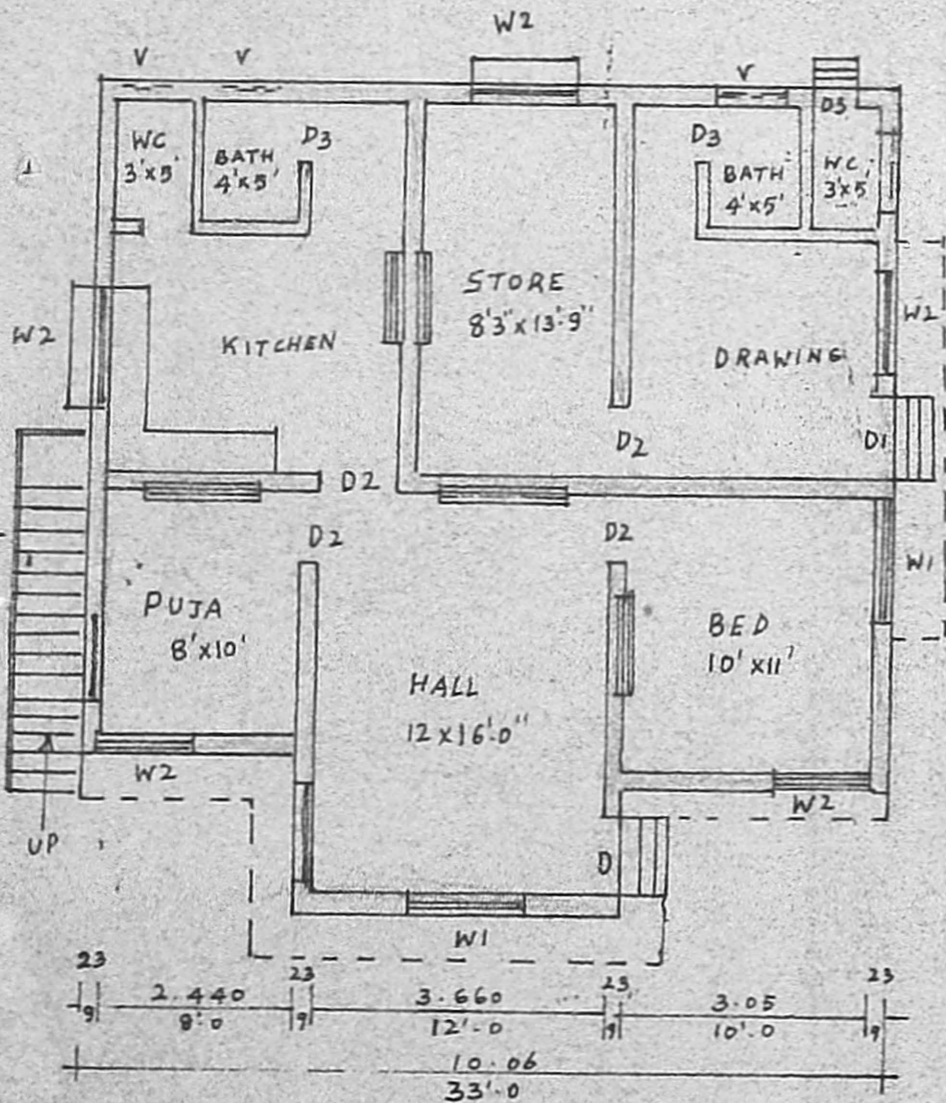 W2
V V V
D3
WC D3 D3
3'x5' BATH BATH WC
4'x5' 4'x5' 3'x5'
STORE
W2 8'3"x13'-9" W2
KITCHEN DRAWING
D2 D1
D2
D2 D2
W1
PUJA BED
8'x10' 10'x11'
HALL
12x16'-0"
W2 W2
UP
D
W1
23 23 23 23
2.440 3.660 3.05
9 8'-0 9 12'-0 9 10'-0 9
10.06
33'-0